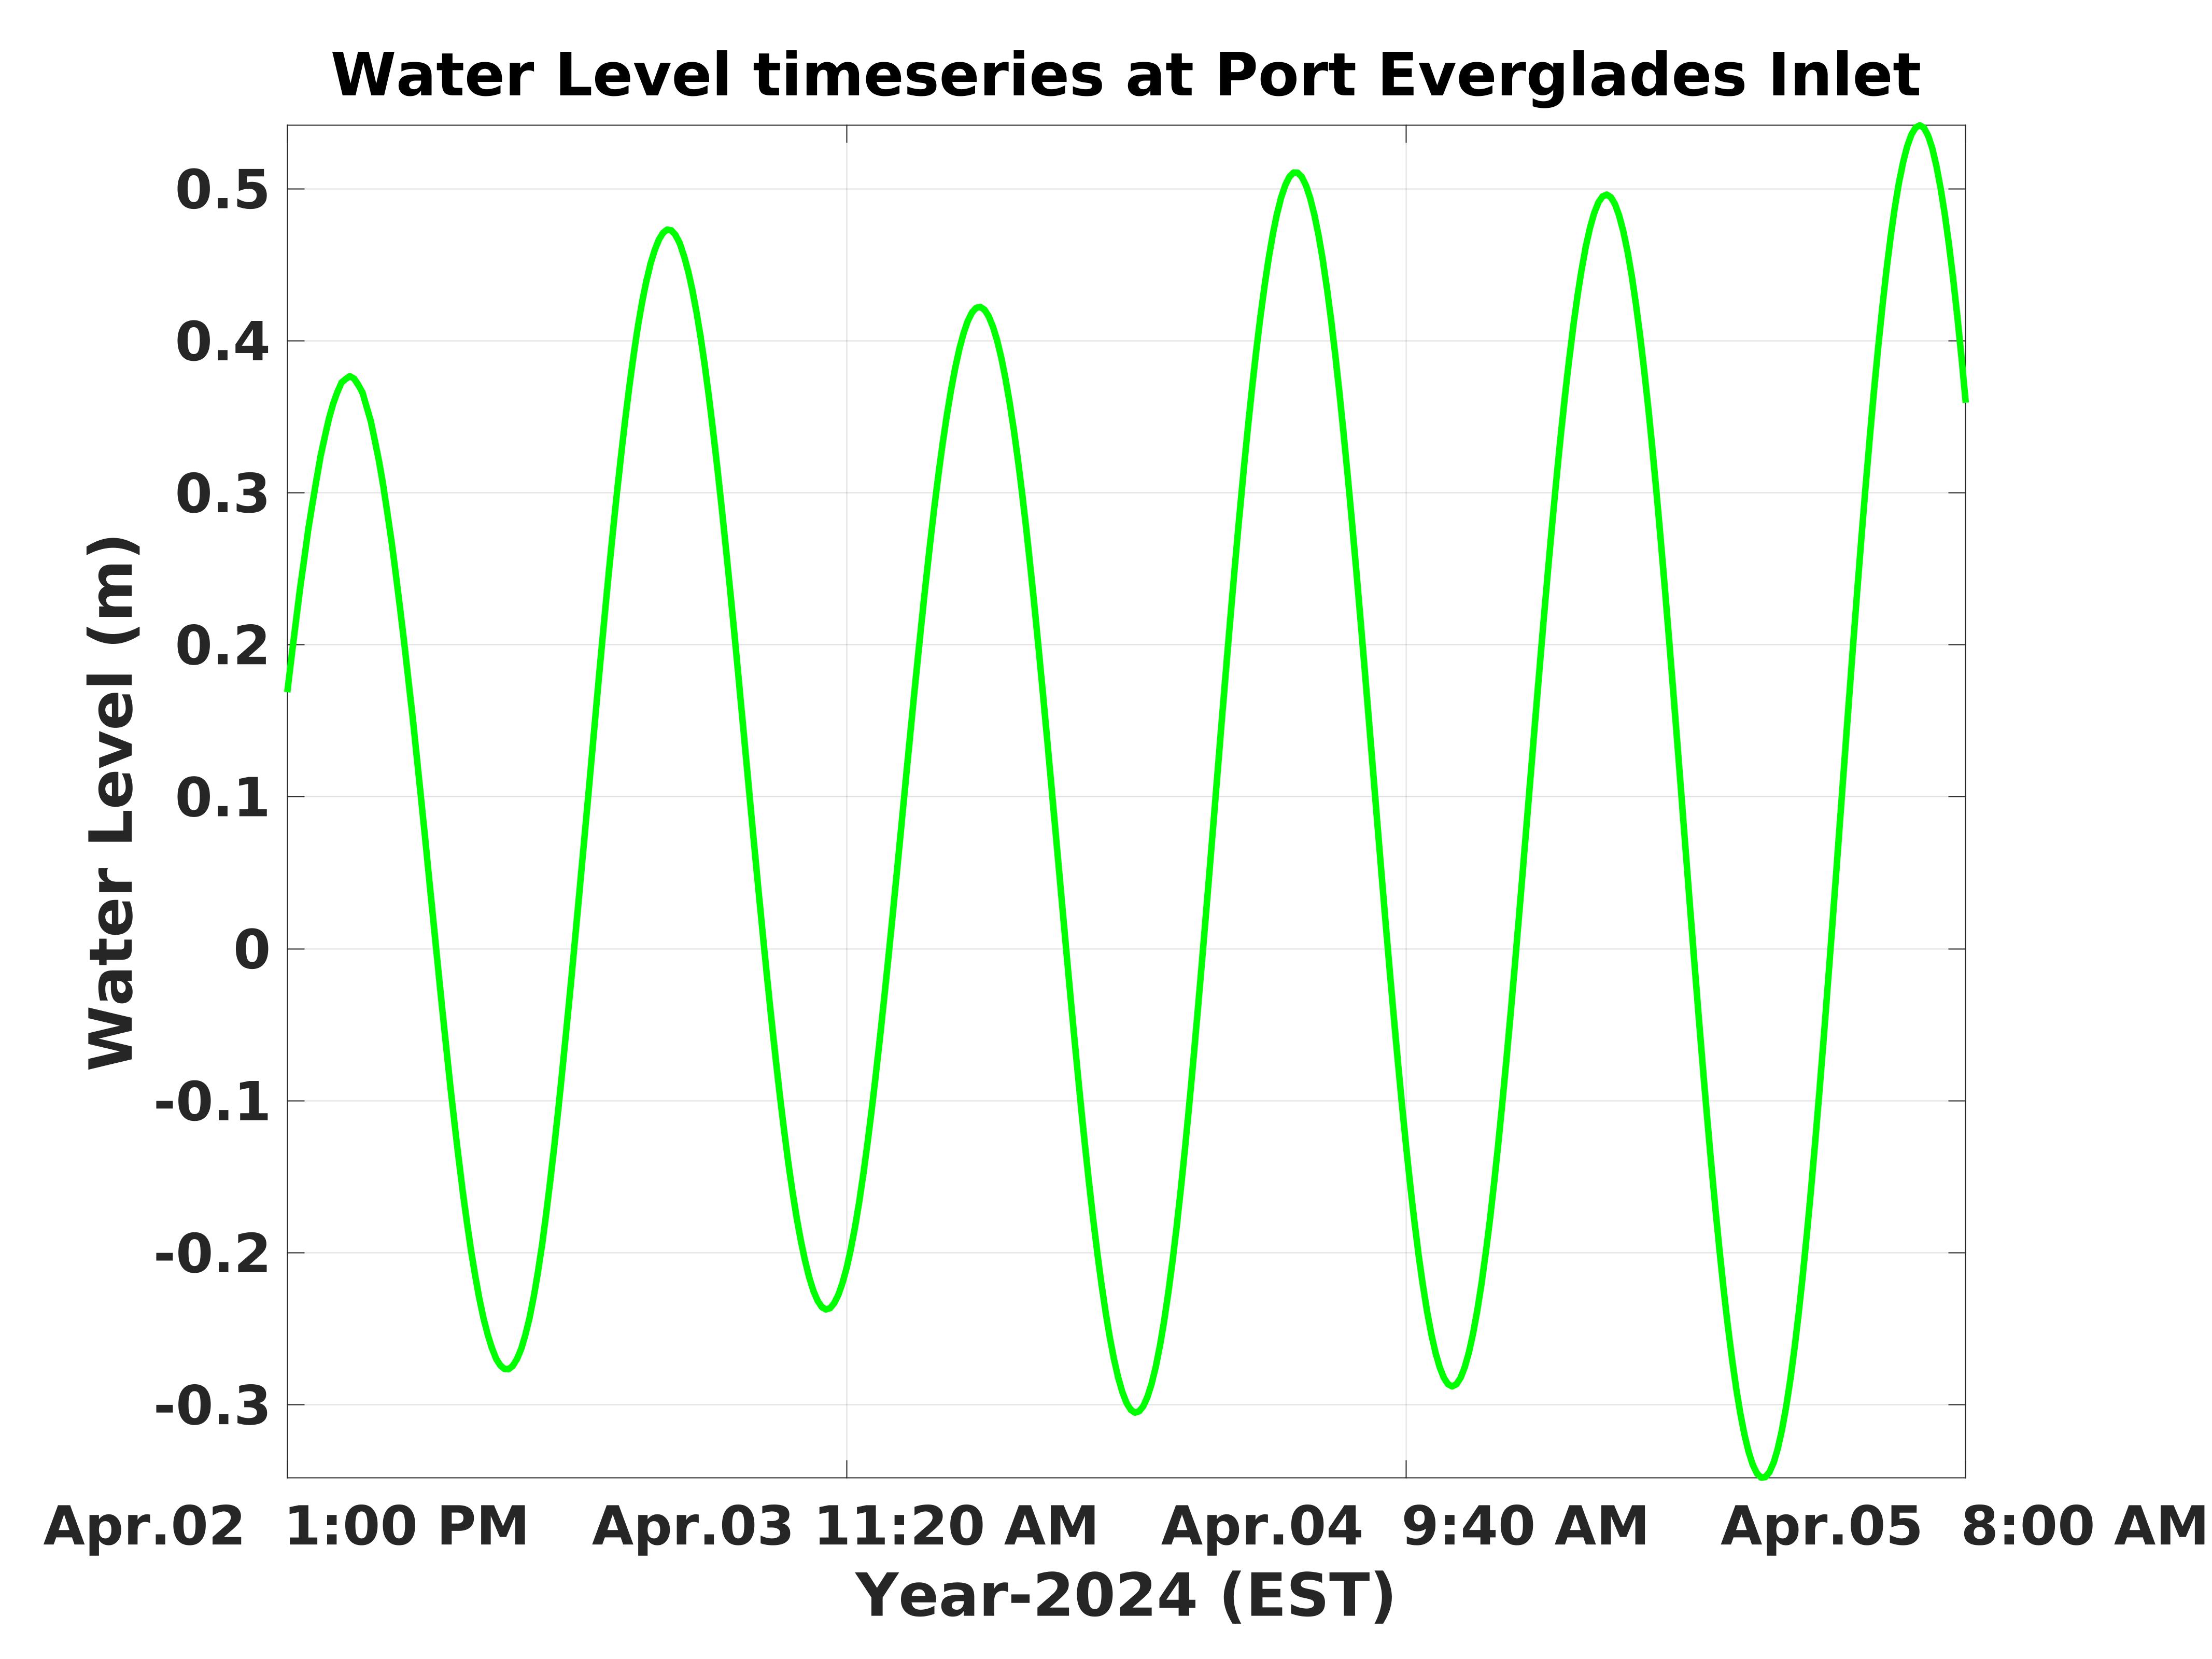 Water Level timeseries at Port Everglades Inlet
0.5
0.4
0.3
0.2
0.1
0
-0.1
-0.2
-0.3
Water Level (m)
Apr.02 1:00 PM Apr.03 11:20 AM Apr.04 9:40 AM Apr.05 8:00 AM
Year-2024 (EST)